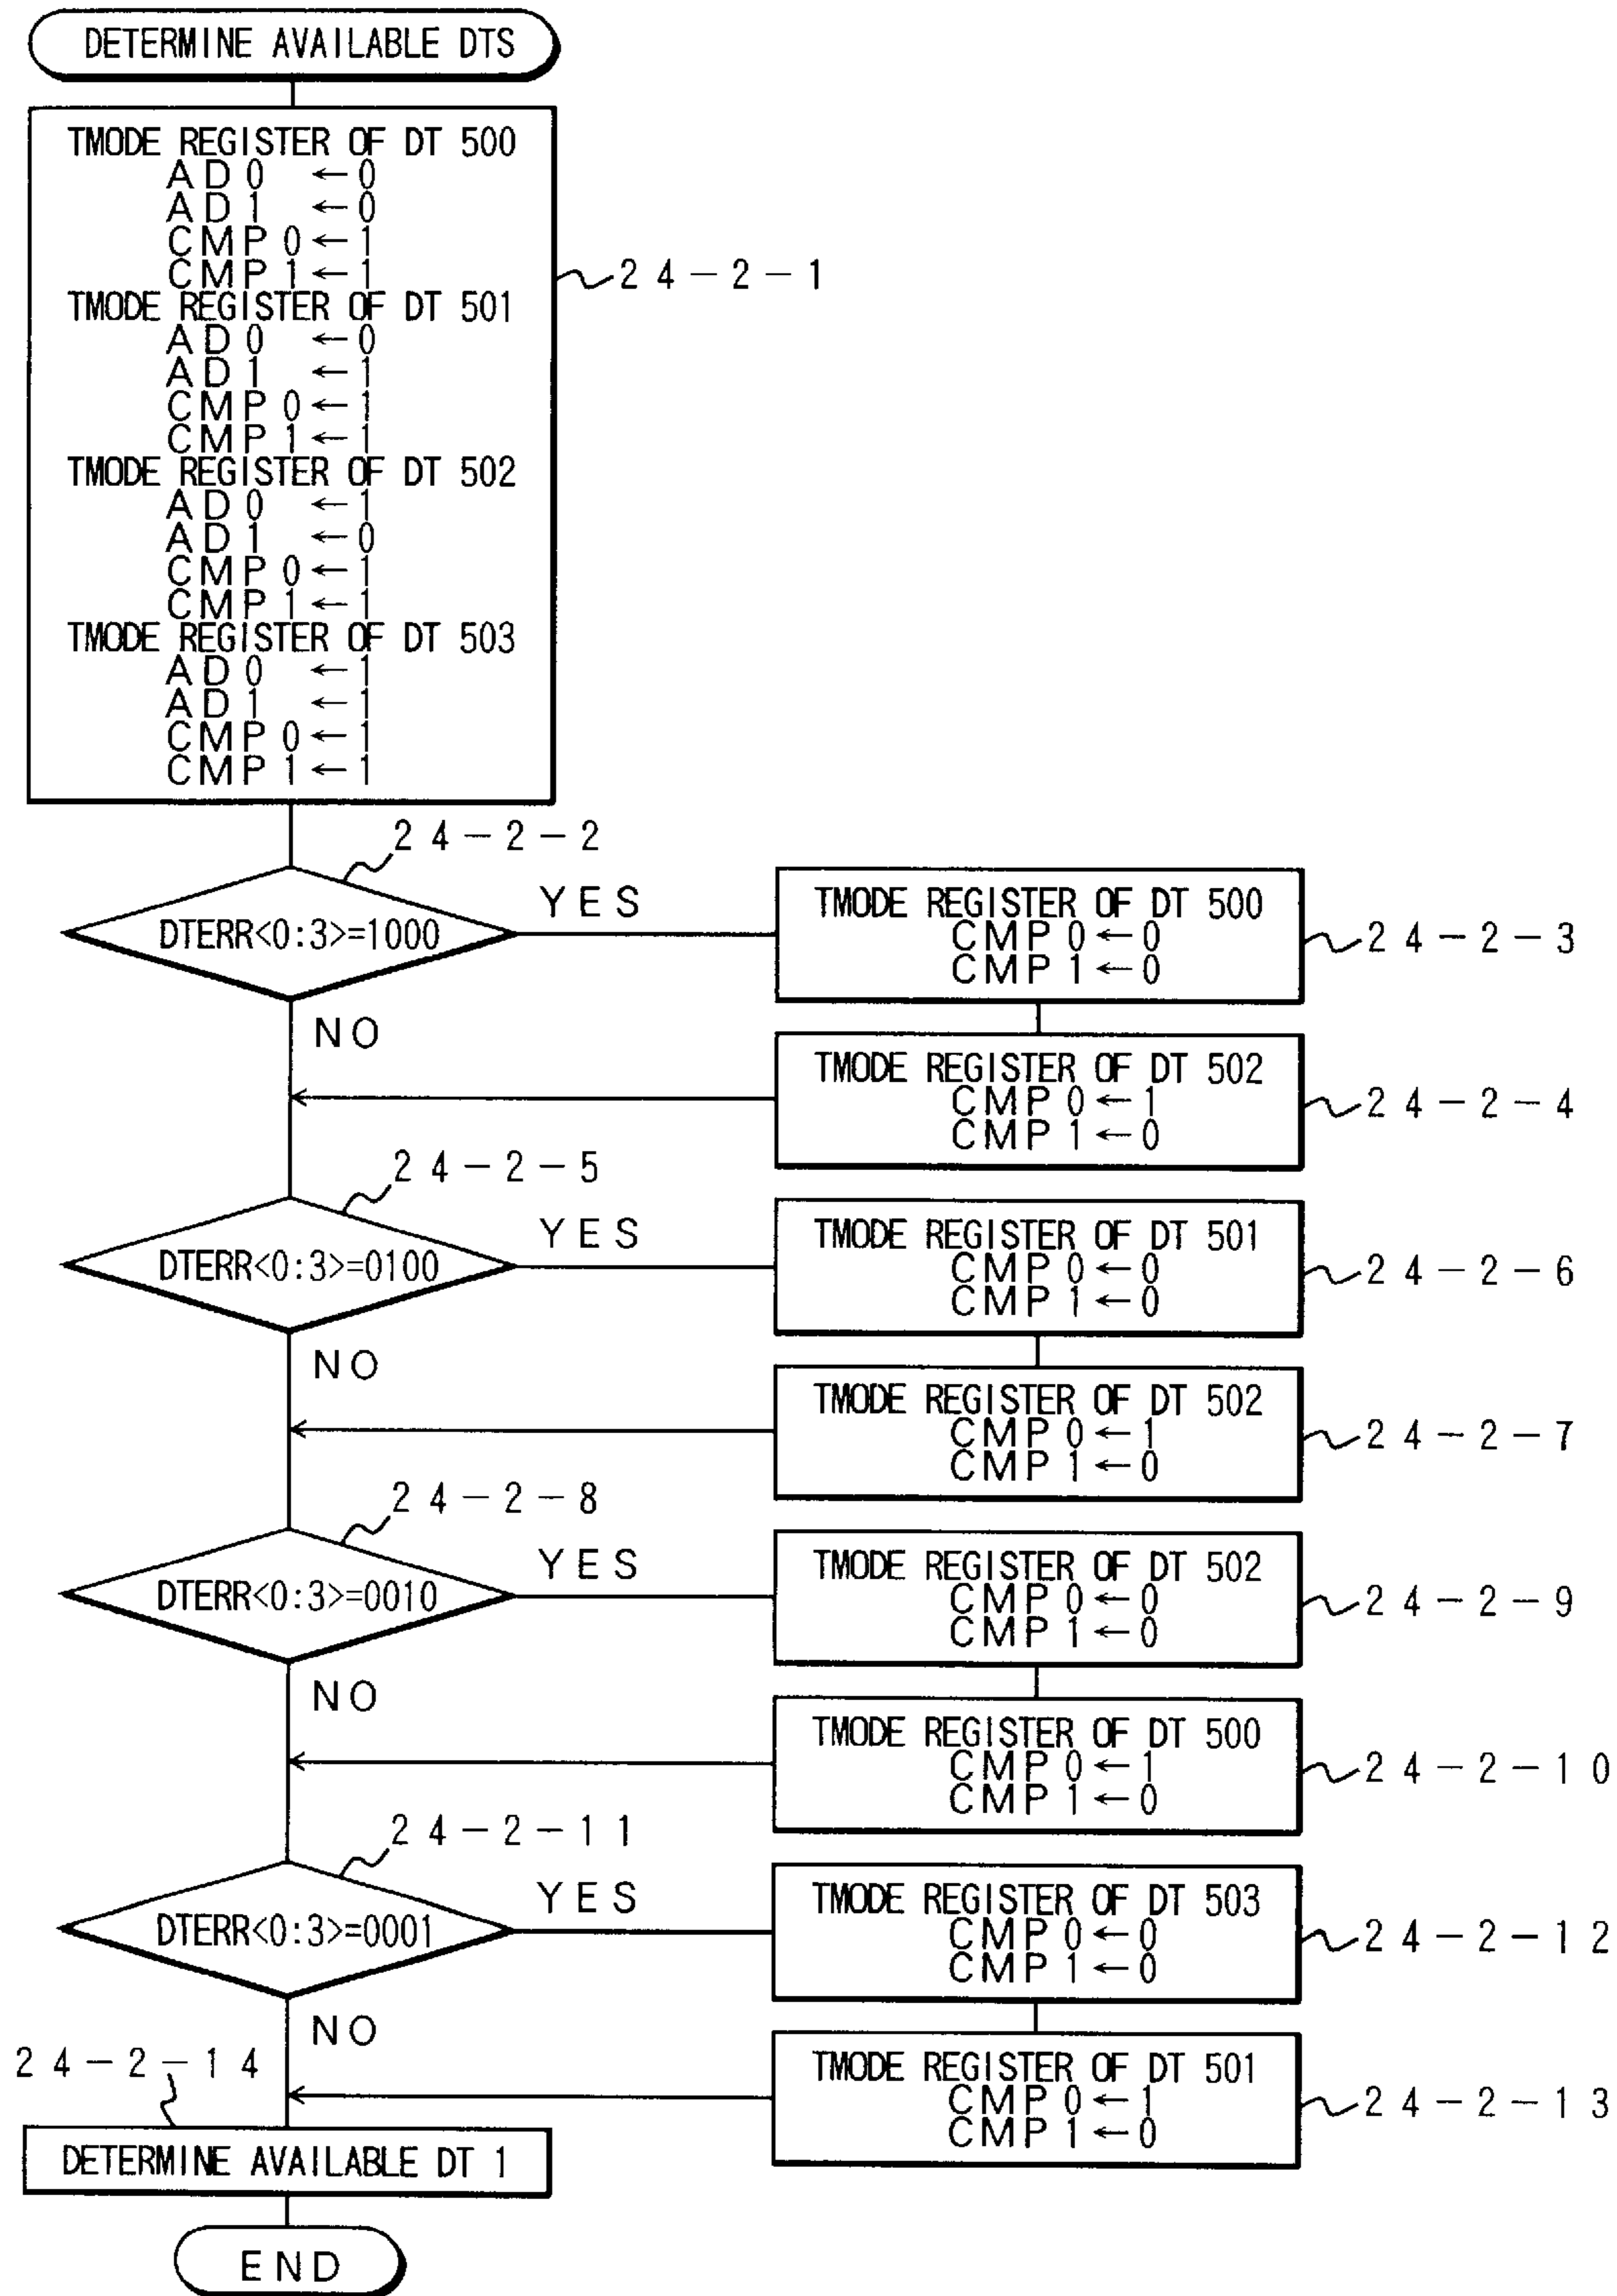 DETERMINE AVAILABLE DTS
TMODE REGISTER OF DT 500
AD0 ←0
AD1 ←0
CMP0←1
CMP1←1
TMODE REGISTER OF DT 501
AD0 ←0
AD1 ←1
CMP0←1
CMP1←1
TMODE REGISTER OF DT 502
AD0 ←1
AD1 ←0
CMP0←1
CMP1←1
TMODE REGISTER OF DT 503
AD0 ←1
AD1 ←1
CMP0←1
CMP1←1
24-2-1
24-2-2
DTERR<0:3>=1000
YES
NO
TMODE REGISTER OF DT 500
CMP0←0
CMP1←0
24-2-3
TMODE REGISTER OF DT 502
CMP0←1
CMP1←0
24-2-4
24-2-5
DTERR<0:3>=0100
YES
NO
TMODE REGISTER OF DT 501
CMP0←0
CMP1←0
24-2-6
TMODE REGISTER OF DT 502
CMP0←1
CMP1←0
24-2-7
24-2-8
DTERR<0:3>=0010
YES
NO
TMODE REGISTER OF DT 502
CMP0←0
CMP1←0
24-2-9
TMODE REGISTER OF DT 500
CMP0←1
CMP1←0
24-2-10
24-2-11
DTERR<0:3>=0001
YES
NO
TMODE REGISTER OF DT 503
CMP0←0
CMP1←0
24-2-12
TMODE REGISTER OF DT 501
CMP0←1
CMP1←0
24-2-13
24-2-14
DETERMINE AVAILABLE DT 1
END